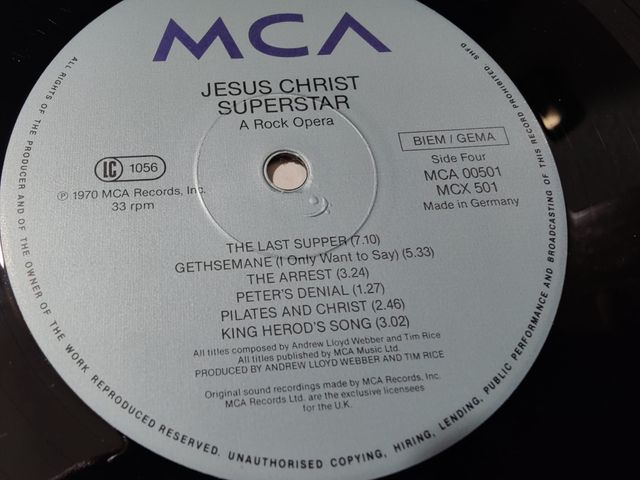 MCA
JESUS CHRIST
SUPERSTAR
A Rock Opera
BIEM / GEMA
LC 1056
Side Four
MCA 00501
MCX 501
Made in Germany
℗ 1970 MCA Records, Inc.
33 rpm
THE LAST SUPPER (7.10)
GETHSEMANE (I Only Want to Say) (5.33)
THE ARREST (3.24)
PETER'S DENIAL (1.27)
PILATES AND CHRIST (2.46)
KING HEROD'S SONG (3.02)
All titles composed by Andrew Lloyd Webber and Tim Rice
All titles published by MCA Music Ltd.
PRODUCED BY ANDREW LLOYD WEBBER AND TIM RICE
Original sound recordings made by MCA Records, Inc.
MCA Records Ltd. are the exclusive licensees
for the U.K.
ALL RIGHTS OF THE PRODUCER AND OF THE OWNER OF THE WORK REPRODUCED RESERVED. UNAUTHORISED COPYING, HIRING, LENDING, PUBLIC PERFORMANCE AND BROADCASTING OF THIS RECORD PROHIBITED. SHFD